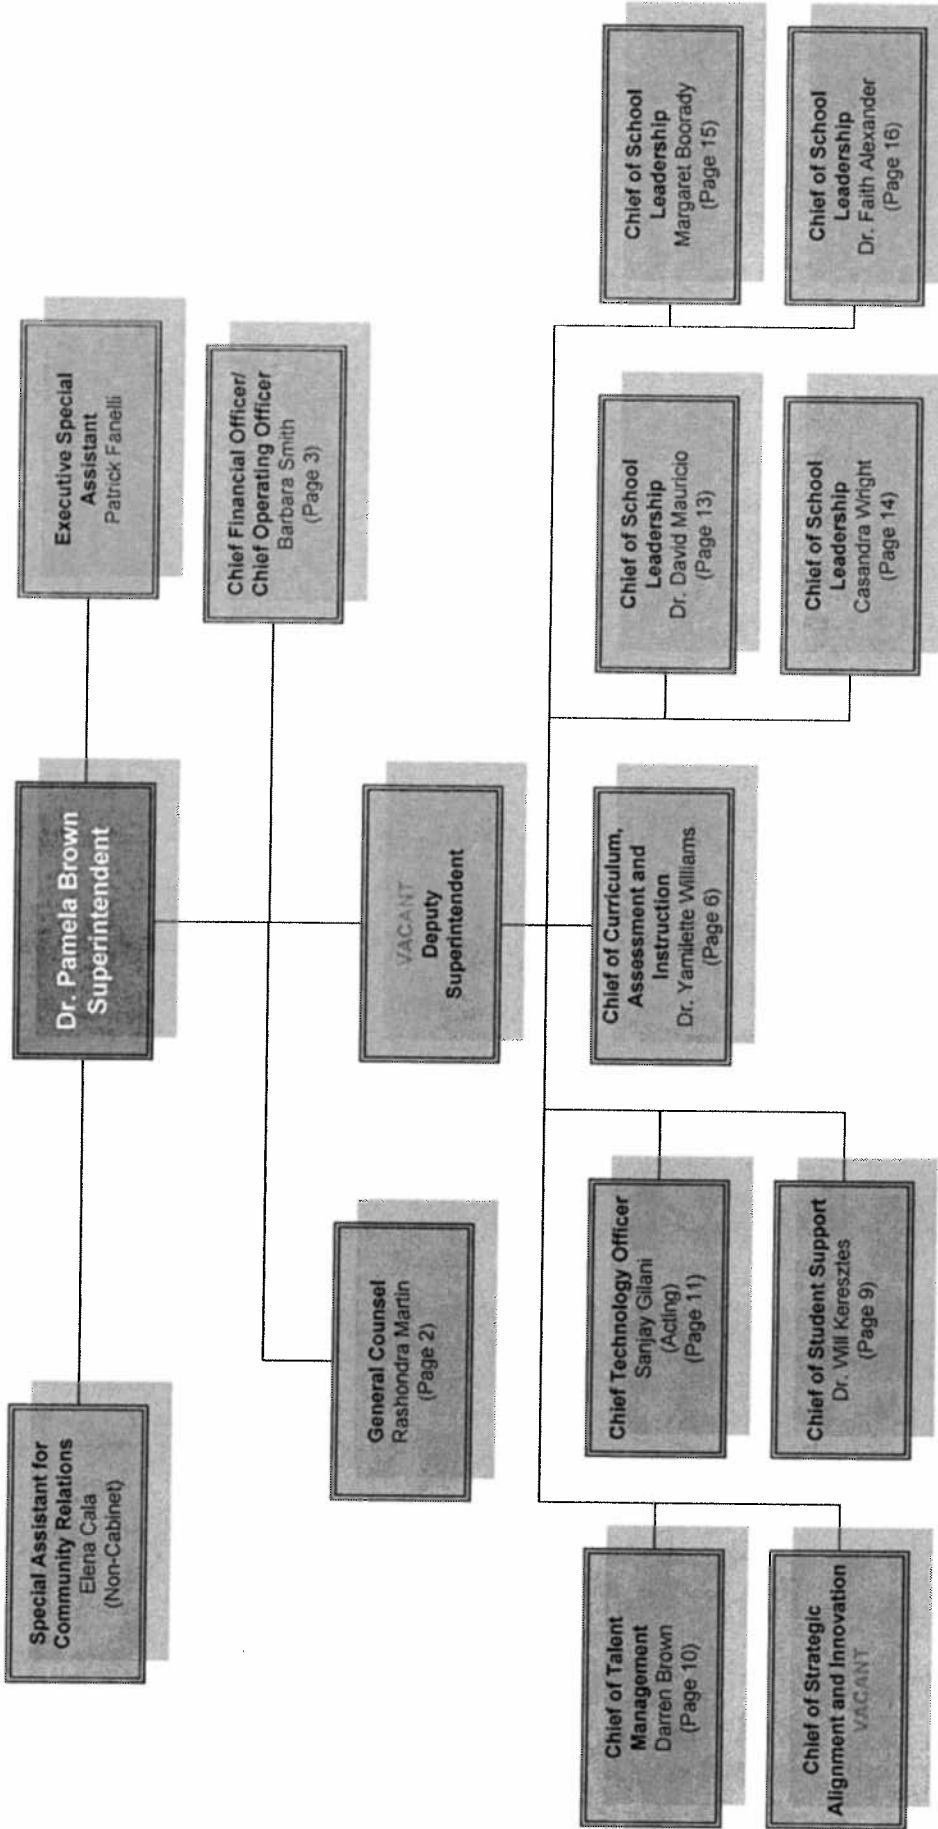 Dr. Pamela Brown
Superintendent
Special Assistant for
Community Relations
Elena Cala
(Non-Cabinet)
Executive Special
Assistant
Patrick Fanelli
General Counsel
Rashondra Martin
(Page 2)
Chief Financial Officer/
Chief Operating Officer
Barbara Smith
(Page 3)
VACANT
Deputy
Superintendent
Chief of Talent
Management
Darren Brown
(Page 10)
Chief of Strategic
Alignment and Innovation
VACANT
Chief Technology Officer
Sanjay Gilani
(Acting)
(Page 11)
Chief of Student Support
Dr. Will Keresztes
(Page 9)
Chief of Curriculum,
Assessment and
Instruction
Dr. Yamilette Williams
(Page 6)
Chief of School
Leadership
Dr. David Mauricio
(Page 13)
Chief of School
Leadership
Casandra Wright
(Page 14)
Chief of School
Leadership
Margaret Boorady
(Page 15)
Chief of School
Leadership
Dr. Faith Alexander
(Page 16)